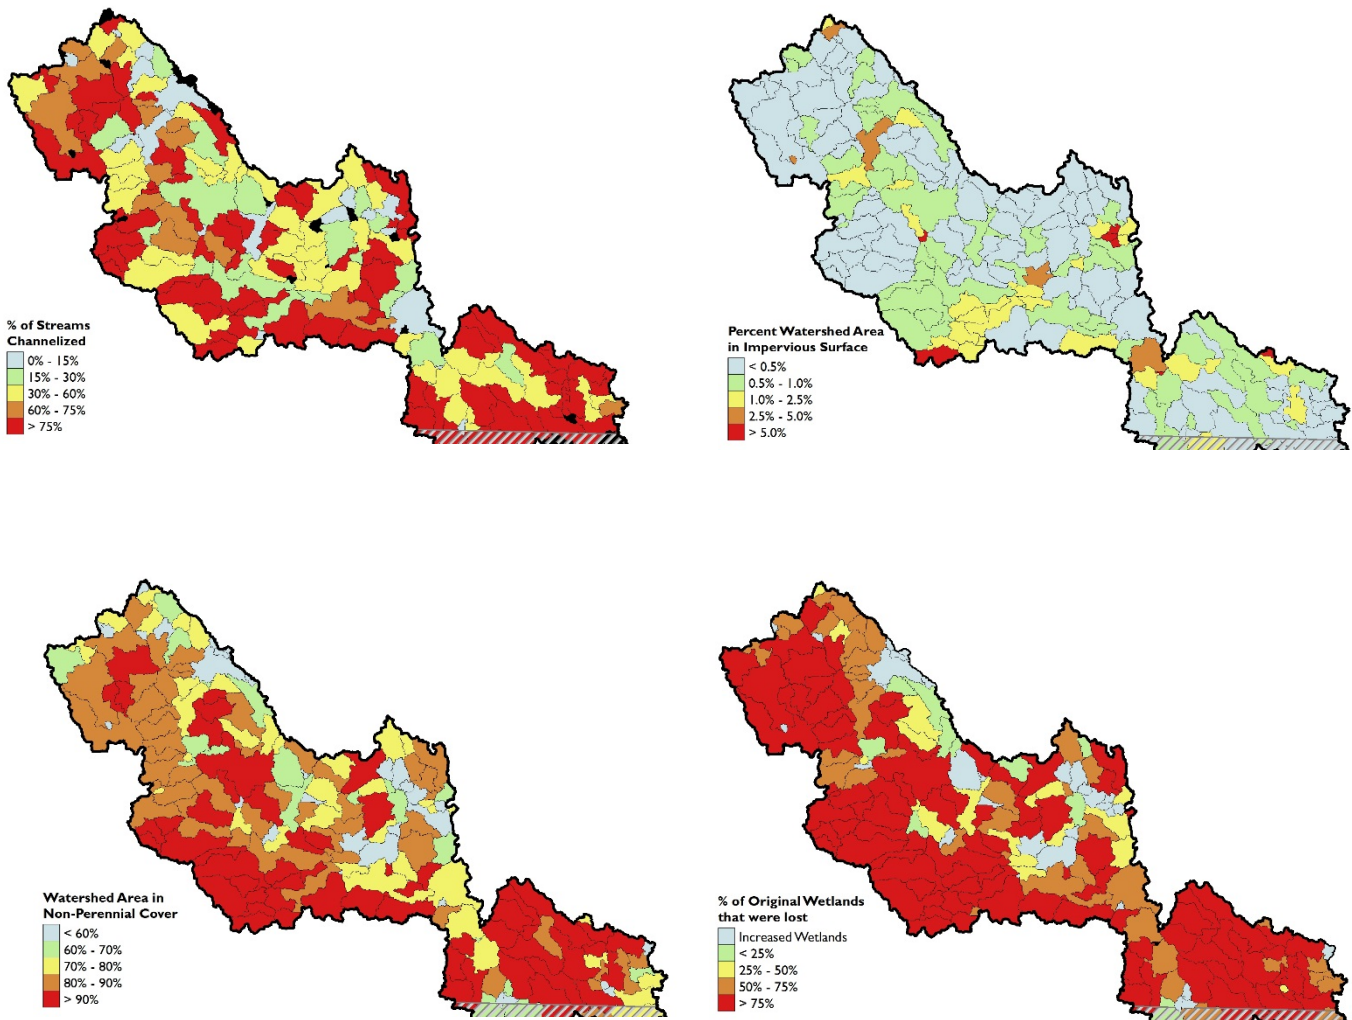 % of Streams
Channelized
0% - 15%
15% - 30%
30% - 60%
60% - 75%
> 75%
Percent Watershed Area
in Impervious Surface
< 0.5%
0.5% - 1.0%
1.0% - 2.5%
2.5% - 5.0%
> 5.0%
Watershed Area in
Non-Perennial Cover
< 60%
60% - 70%
70% - 80%
80% - 90%
> 90%
% of Original Wetlands
that were lost
Increased Wetlands
< 25%
25% - 50%
50% - 75%
> 75%